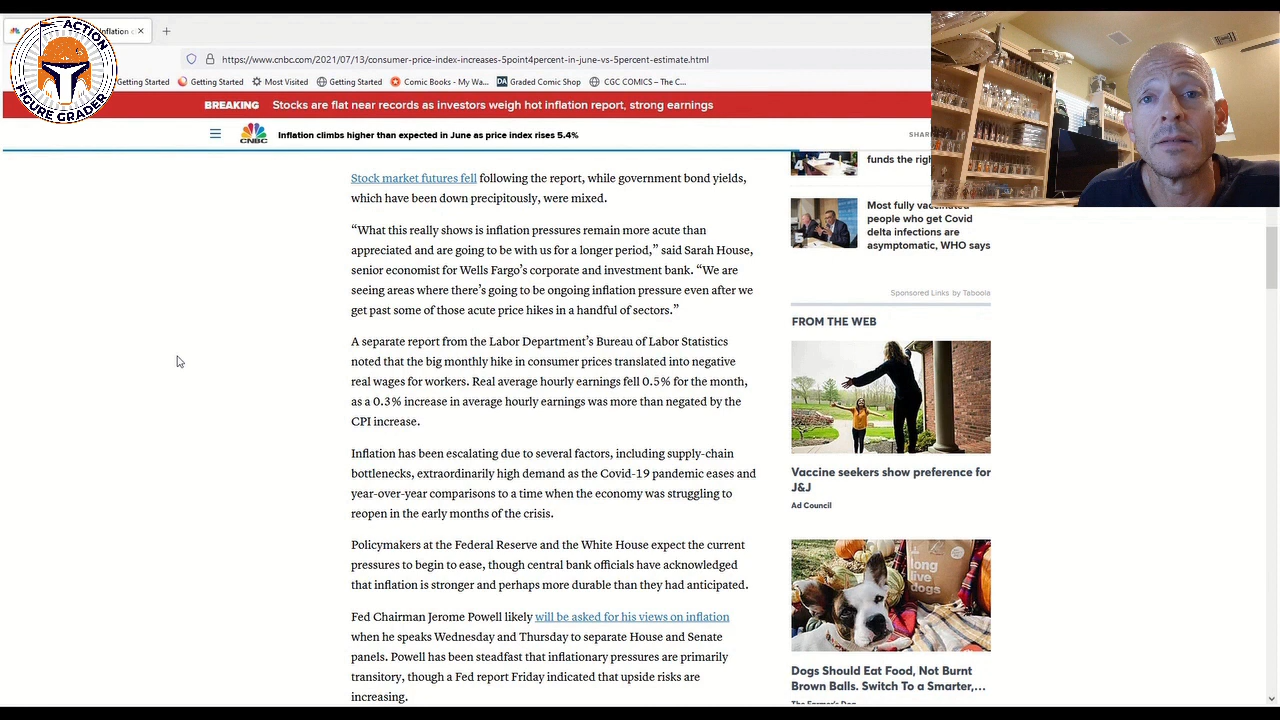 ACTION
FIGURE GRADER
Inflation c
https://www.cnbc.com/2021/07/13/consumer-price-index-increases-5point4percent-in-june-vs-5percent-estimate.html
Getting Started
Getting Started
Most Visited
Getting Started
Comic Books - My Wa...
DA Graded Comic Shop
CGC COMICS – The C...
BREAKING Stocks are flat near records as investors weigh hot inflation report, strong earnings
CNBC
Inflation climbs higher than expected in June as price index rises 5.4%
SHAR
Stock market futures fell following the report, while government bond yields,
which have been down precipitously, were mixed.
“What this really shows is inflation pressures remain more acute than
appreciated and are going to be with us for a longer period,” said Sarah House,
senior economist for Wells Fargo’s corporate and investment bank. “We are
seeing areas where there’s going to be ongoing inflation pressure even after we
get past some of those acute price hikes in a handful of sectors.”
A separate report from the Labor Department’s Bureau of Labor Statistics
noted that the big monthly hike in consumer prices translated into negative
real wages for workers. Real average hourly earnings fell 0.5% for the month,
as a 0.3% increase in average hourly earnings was more than negated by the
CPI increase.
Inflation has been escalating due to several factors, including supply-chain
bottlenecks, extraordinarily high demand as the Covid-19 pandemic eases and
year-over-year comparisons to a time when the economy was struggling to
reopen in the early months of the crisis.
Policymakers at the Federal Reserve and the White House expect the current
pressures to begin to ease, though central bank officials have acknowledged
that inflation is stronger and perhaps more durable than they had anticipated.
Fed Chairman Jerome Powell likely will be asked for his views on inflation
when he speaks Wednesday and Thursday to separate House and Senate
panels. Powell has been steadfast that inflationary pressures are primarily
transitory, though a Fed report Friday indicated that upside risks are
increasing.
4
funds the righ
5
Most fully vaccinated
people who get Covid
delta infections are
asymptomatic, WHO says
Sponsored Links by Taboola
FROM THE WEB
Vaccine seekers show preference for
J&J
Ad Council
long
live
dogs
Dogs Should Eat Food, Not Burnt
Brown Balls. Switch To a Smarter,...
The Farmer's Dog